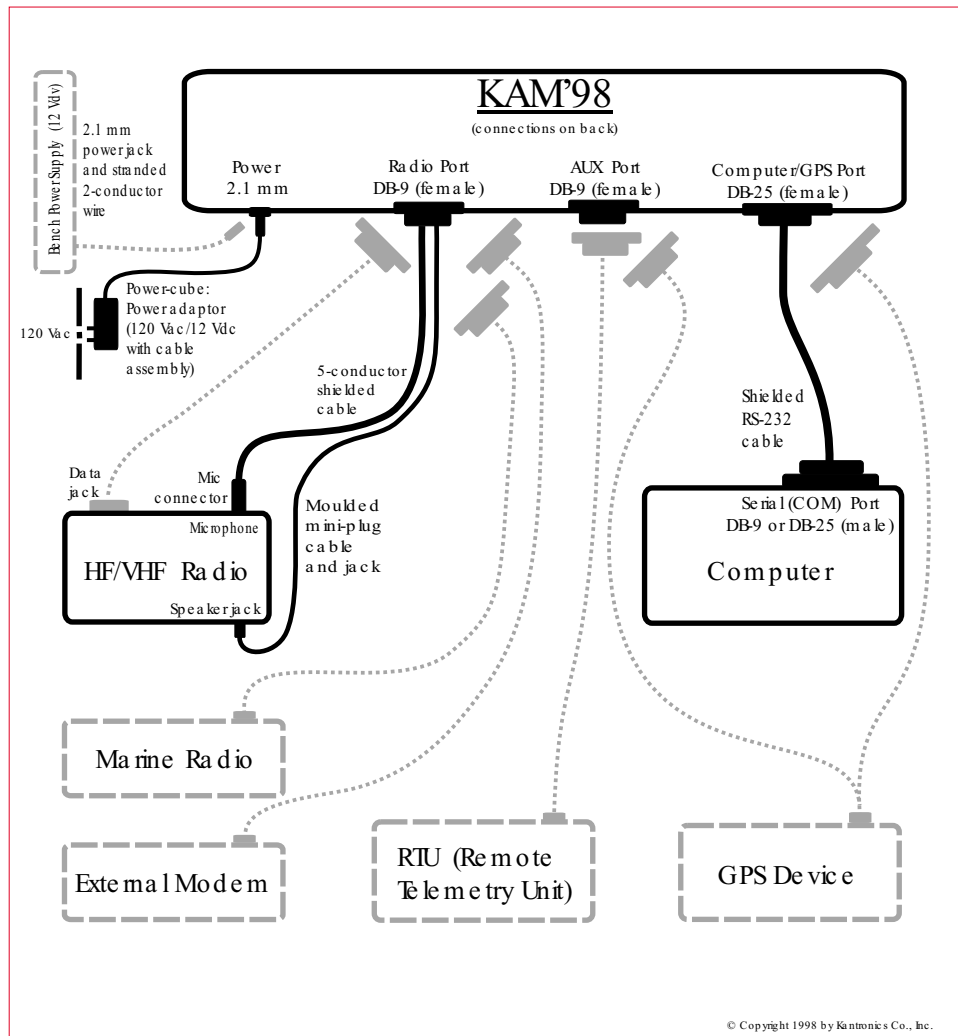 KAM'98
(connections on back)
Power
2.1 mm
Radio Port
DB-9 (female)
AUX Port
DB-9 (female)
Computer/GPS Port
DB-25 (female)
Bench Power Supply (12 Vdv)
2.1 mm
power jack
and stranded
2-conductor
wire
120 Vac
Power-cube:
Power adaptor
(120 Vac/12 Vdc
with cable
assembly)
5-conductor
shielded
cable
Shielded
RS-232
cable
Data
jack
Mic
connector
Moulded
mini-plug
cable
and jack
Microphone
HF/VHF Radio
Speaker jack
Serial (COM) Port
DB-9 or DB-25 (male)
Computer
Marine Radio
External Modem
RTU (Remote
Telemetry Unit)
GPS Device
© Copyright 1998 by Kantronics Co., Inc.